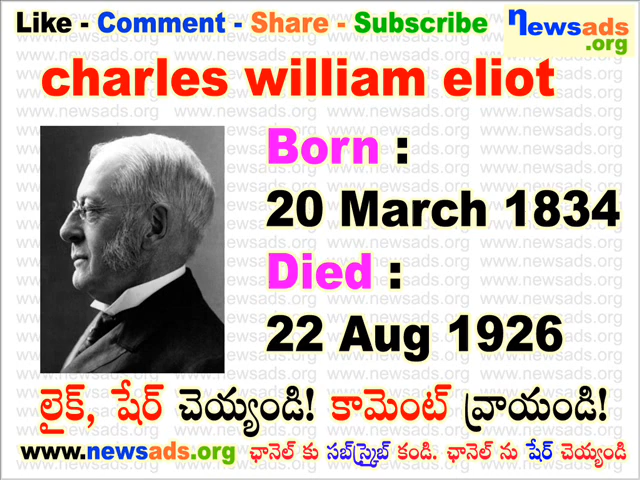 Like - Comment - Share - Subscribe
newsads
.org
charles william eliot
Born :
20 March 1834
Died :
22 Aug 1926
లైక్, షేర్ చెయ్యండి! కామెంట్ వ్రాయండి!
www.newsads.org ఛానెల్ కు సబ్‌స్క్రైబ్ కండి. ఛానెల్ ను షేర్ చెయ్యండి